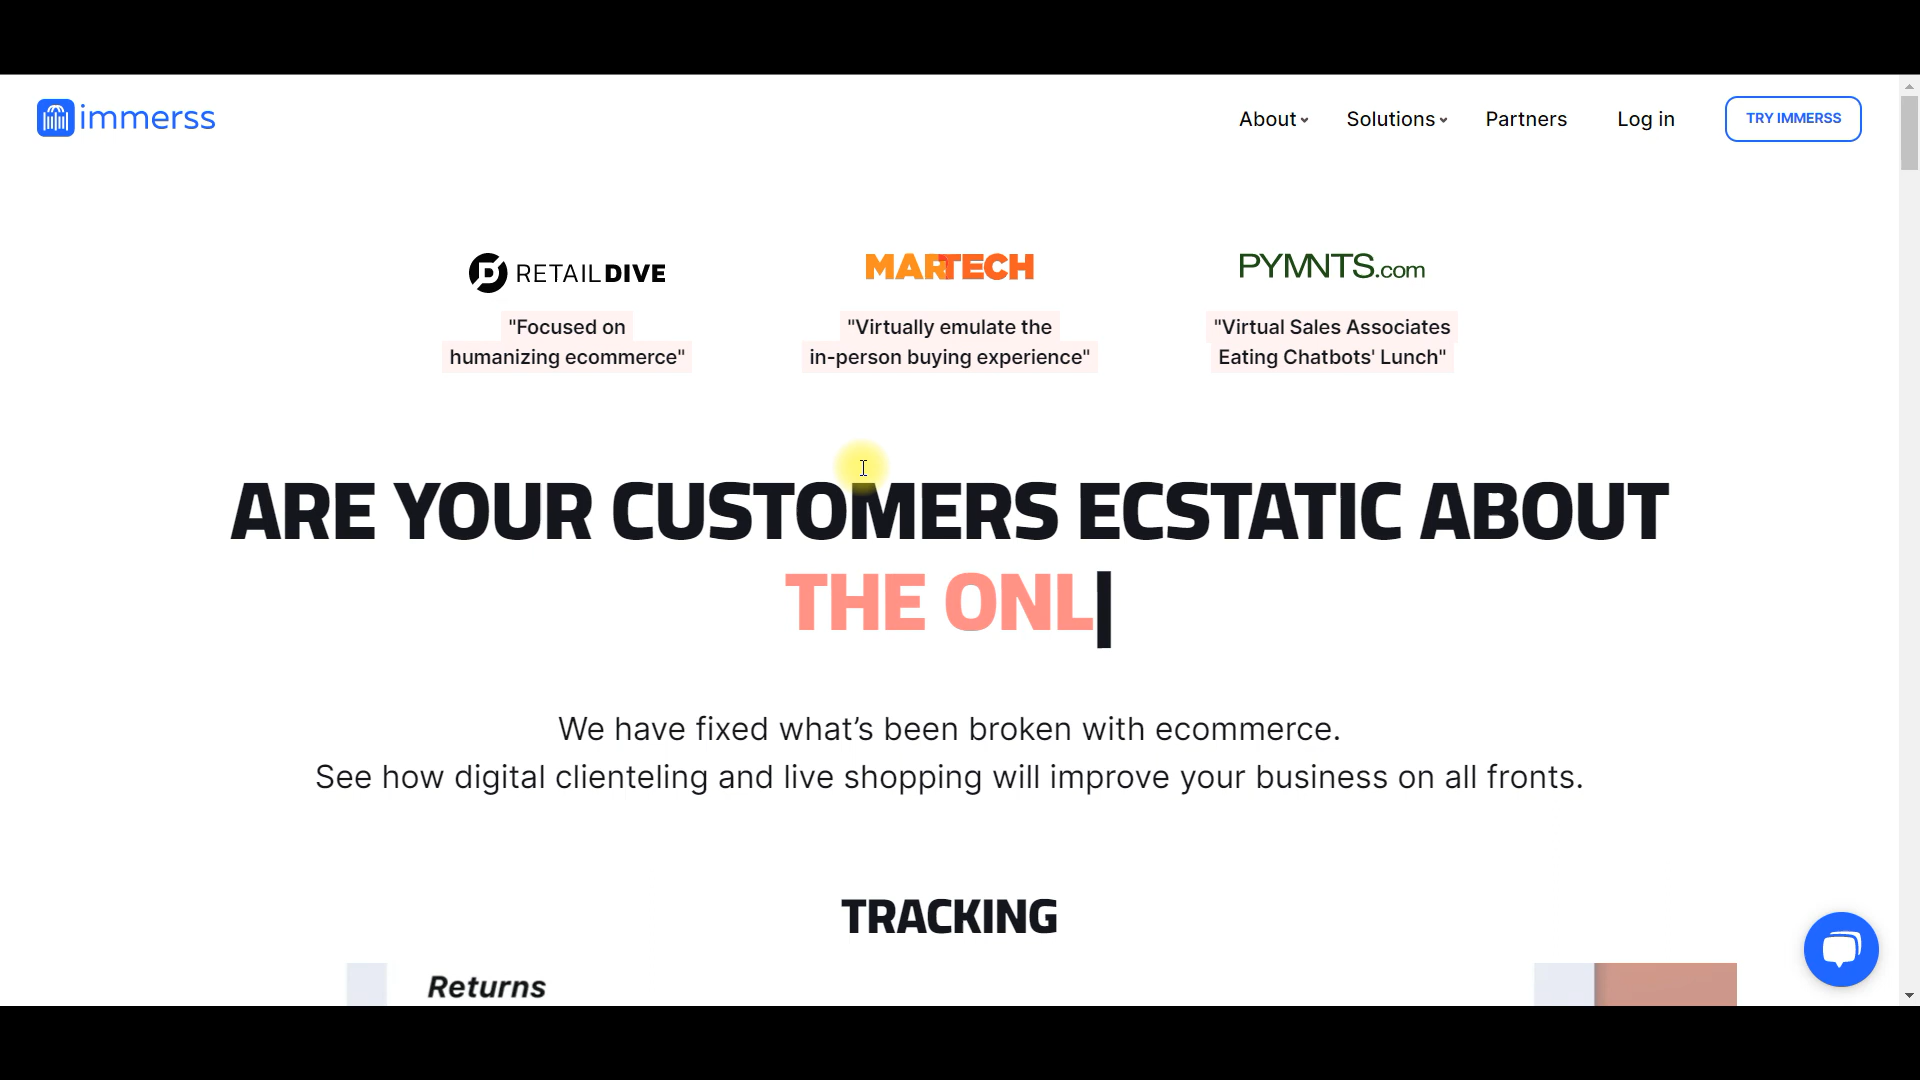 immerss
About
Solutions
Partners
Log in
TRY IMMERSS
RETAILDIVE
MARTECH
PYMNTS.com
"Focused on
humanizing ecommerce"
"Virtually emulate the
in-person buying experience"
"Virtual Sales Associates
Eating Chatbots' Lunch"
ARE YOUR CUSTOMERS ECSTATIC ABOUT
THE ONL
We have fixed what’s been broken with ecommerce.
See how digital clienteling and live shopping will improve your business on all fronts.
TRACKING
Returns